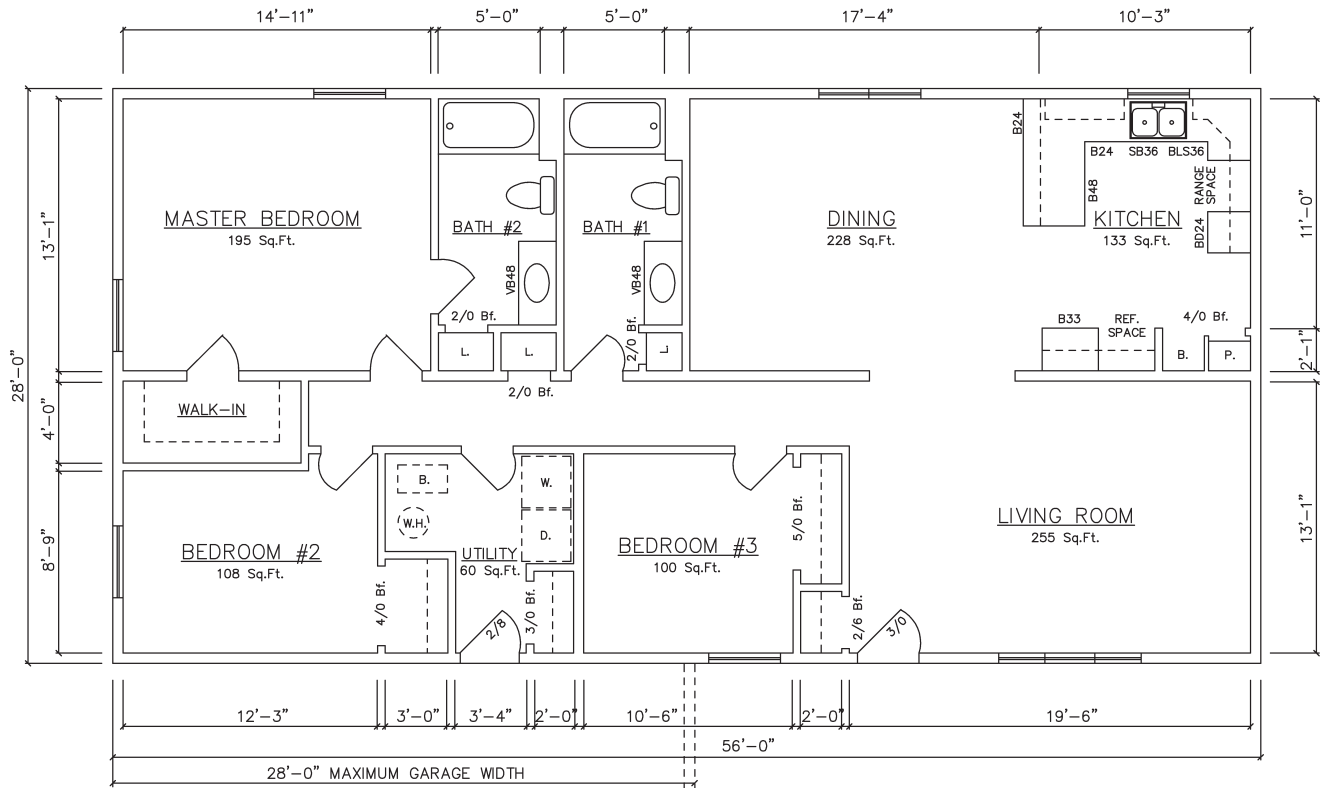 14'-11"
5'-0"
5'-0"
17'-4"
10'-3"
28'-0"
13'-1"
4'-0"
8'-9"
MASTER BEDROOM
195 Sq.Ft.
BATH #2
VB48
2/0 Bf.
L.
L.
2/0 Bf.
BATH #1
VB48
2/0 Bf.
L.
DINING
228 Sq.Ft.
B24
B24
SB36
BLS36
B48
RANGE
SPACE
KITCHEN
133 Sq.Ft.
BD24
B33
REF.
SPACE
4/0 Bf.
B.
P.
11'-0"
2'-1"
13'-1"
WALK-IN
BEDROOM #2
108 Sq.Ft.
4/0 Bf.
B.
W.H.
W.
D.
UTILITY
60 Sq.Ft.
2/8
3/0 Bf.
BEDROOM #3
100 Sq.Ft.
5/0 Bf.
2/6 Bf.
3/0
LIVING ROOM
255 Sq.Ft.
12'-3"
3'-0"
3'-4"
2'-0"
10'-6"
2'-0"
19'-6"
56'-0"
28'-0" MAXIMUM GARAGE WIDTH